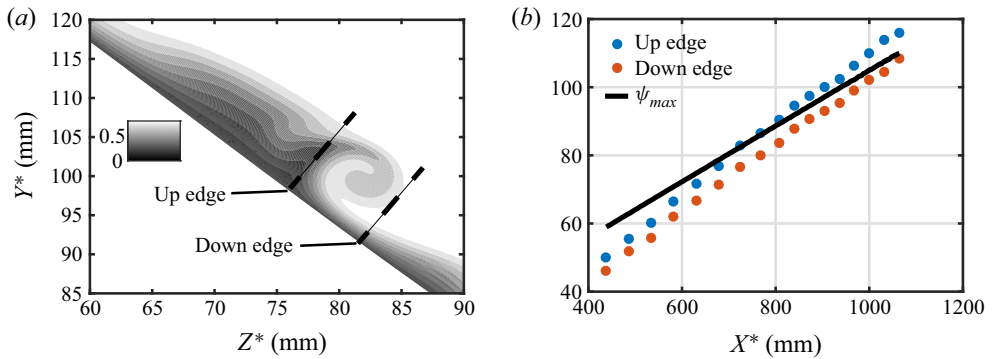 (a)
120
115
110
105
100
95
90
85
Y* (mm)
0.5
0
Up edge
Down edge
60 65 70 75 80 85 90
Z* (mm)
(b)
120
100
80
60
40
Up edge
Down edge
ψmax
400 600 800 1000 1200
X* (mm)